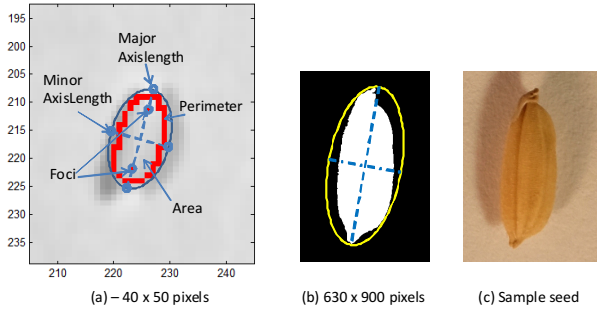 195
200
205
210
215
220
225
230
235
210
220
230
240
Major
Axislength
Minor
AxisLength
Perimeter
Foci
Area
(a) – 40 x 50 pixels
(b) 630 x 900 pixels
(c) Sample seed